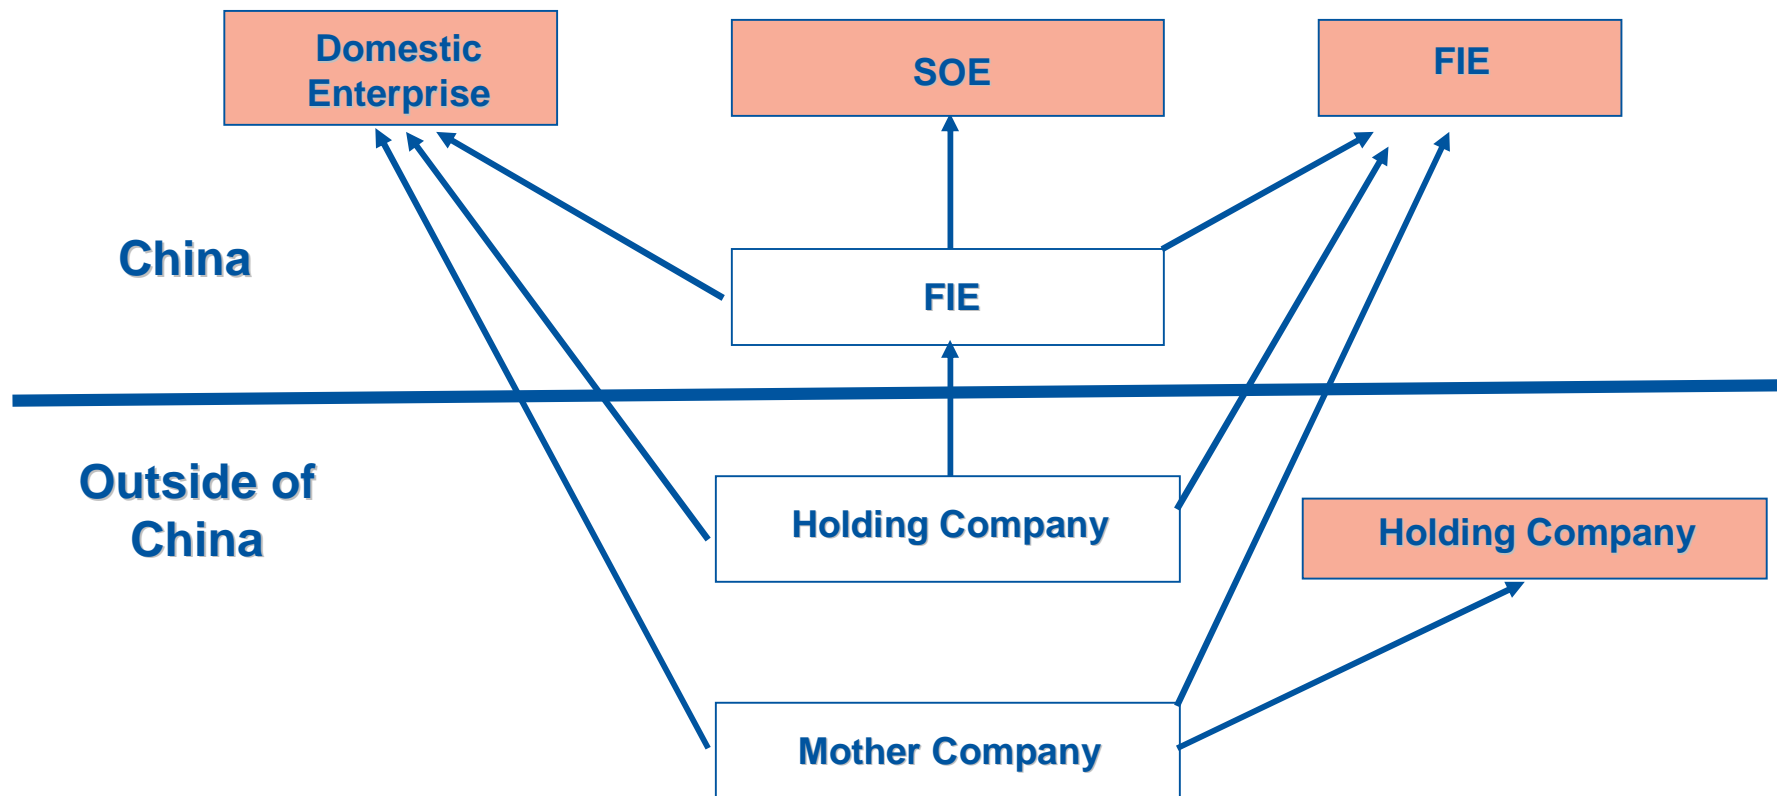 Domestic
Enterprise
SOE
FIE
China
FIE
Outside of
China
Holding Company
Holding Company
Mother Company